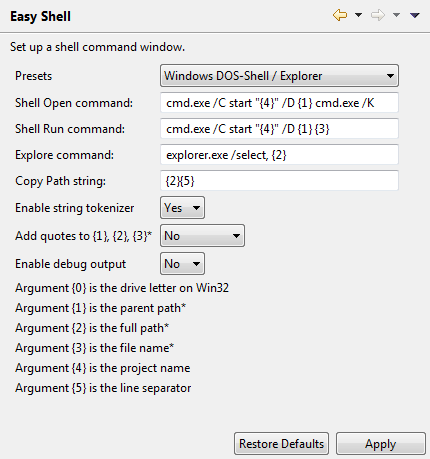 Easy Shell
Set up a shell command window.
Presets Windows DOS-Shell / Explorer
Shell Open command: cmd.exe /C start "{4}" /D {1} cmd.exe /K
Shell Run command: cmd.exe /C start "{4}" /D {1} {3}
Explore command: explorer.exe /select, {2}
Copy Path string: {2}{5}
Enable string tokenizer Yes
Add quotes to {1}, {2}, {3}* No
Enable debug output No
Argument {0} is the drive letter on Win32
Argument {1} is the parent path*
Argument {2} is the full path*
Argument {3} is the file name*
Argument {4} is the project name
Argument {5} is the line separator
Restore Defaults Apply